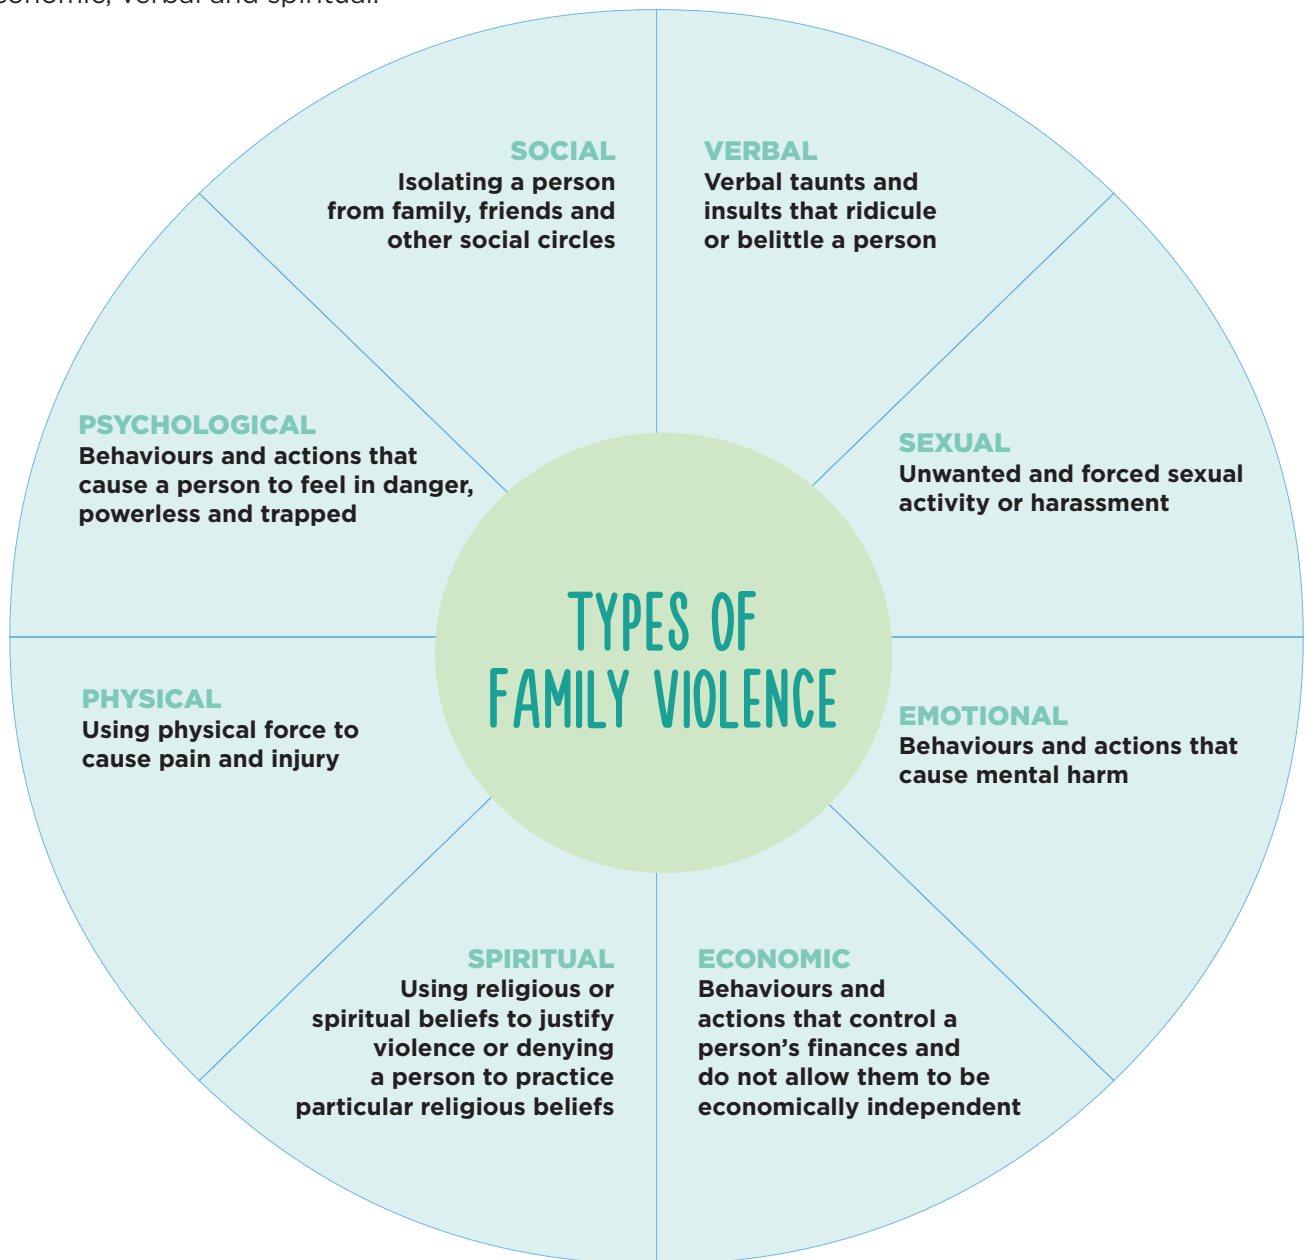 verbal and spiritual.
SOCIAL
Isolating a person
from family, friends and
other social circles
VERBAL
Verbal taunts and
insults that ridicule
or belittle a person
PSYCHOLOGICAL
Behaviours and actions that
cause a person to feel in danger,
powerless and trapped
SEXUAL
Unwanted and forced sexual
activity or harassment
TYPES OF
FAMILY VIOLENCE
PHYSICAL
Using physical force to
cause pain and injury
EMOTIONAL
Behaviours and actions that
cause mental harm
SPIRITUAL
Using religious or
spiritual beliefs to justify
violence or denying
a person to practice
particular religious beliefs
ECONOMIC
Behaviours and
actions that control a
person’s finances and
do not allow them to be
economically independent